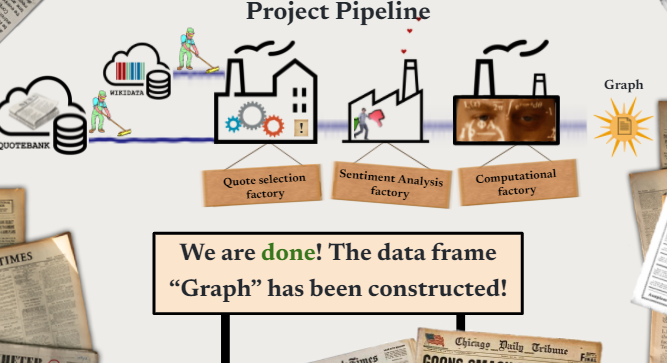 Project Pipeline
WIKIDATA
QUOTEBANK
Graph
Quote selection
factory
Sentiment Analysis
factory
Computational
factory
We are done! The data frame
“Graph” has been constructed!
TIMES
Times
Chicago Daily Tribune